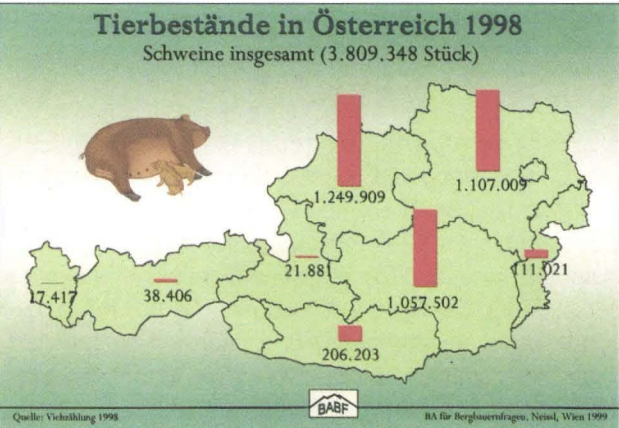 Tierbestände in Österreich 1998
Schweine insgesamt (3.809.348 Stück)
1.249.909
1.107.009
21.881
111.021
17.417
38.406
1.057.502
206.203
BABF
Quelle: Viehzählung 1998
BA für Bergbauernfragen, Neissl, Wien 1999